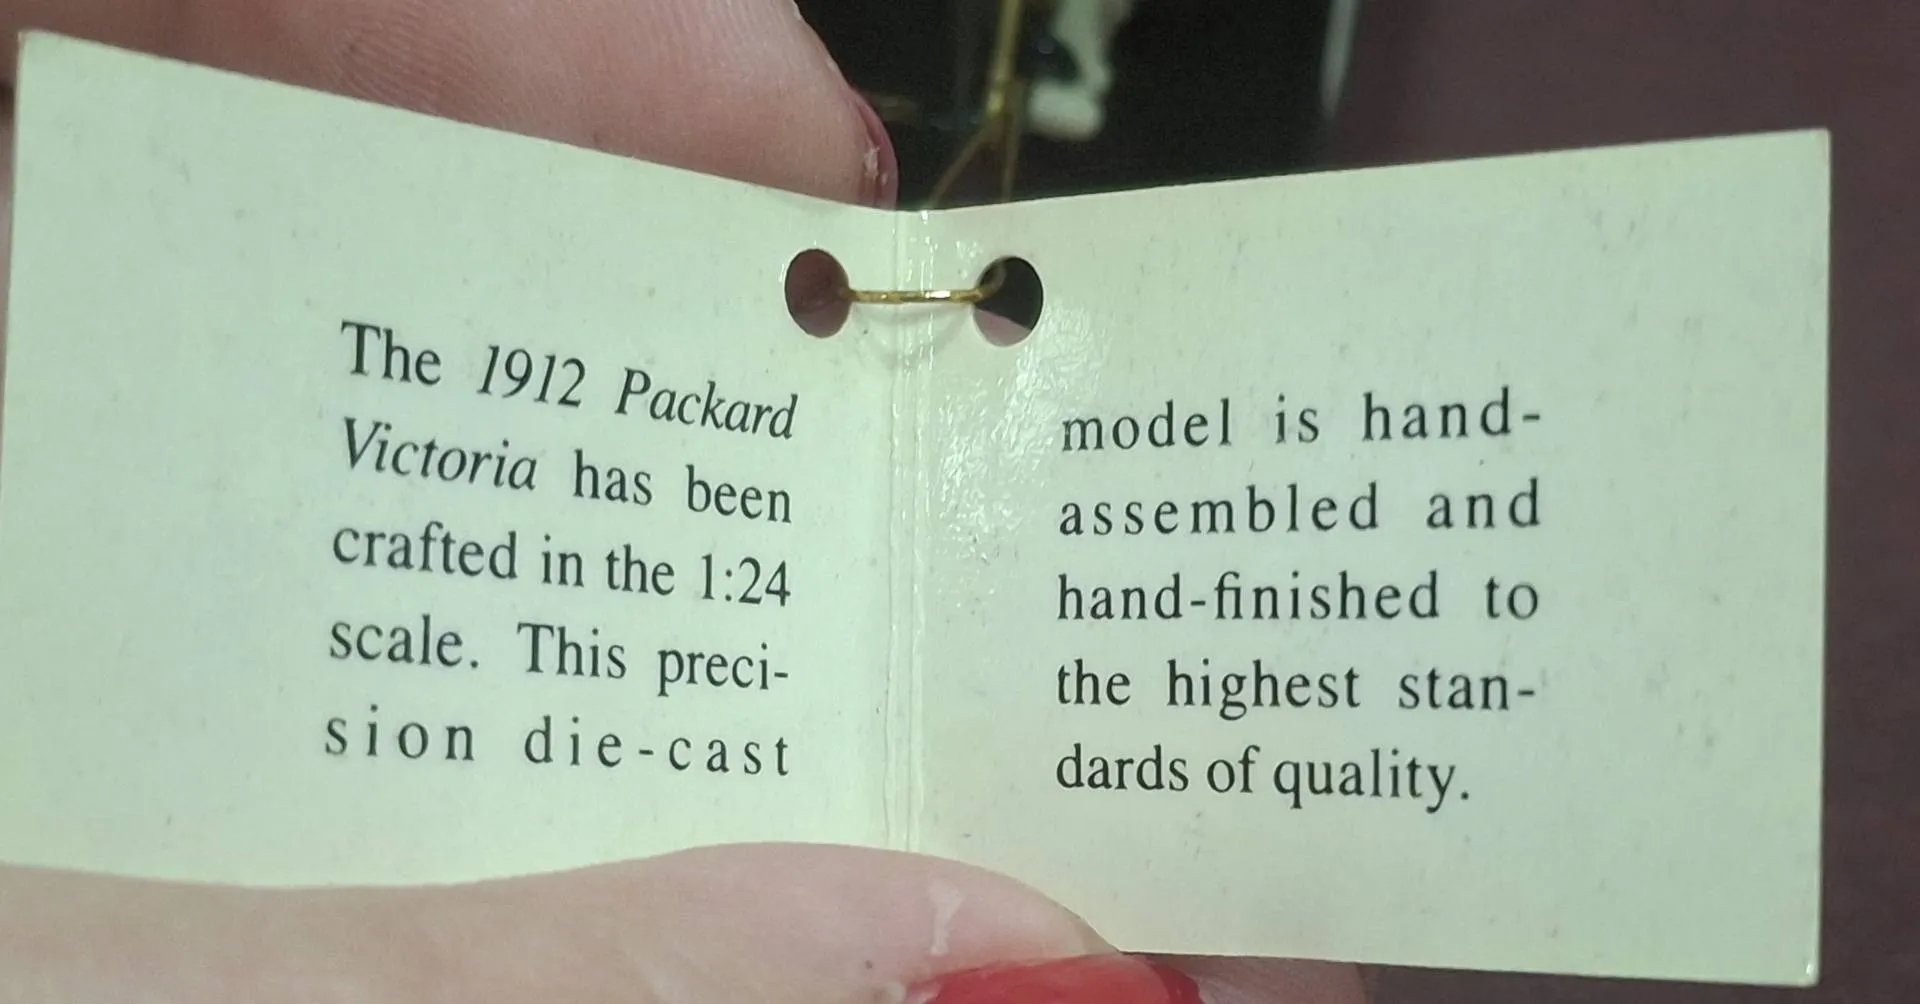 The 1912 Packard
Victoria has been
crafted in the 1:24
scale. This preci-
sion die-cast
model is hand-
assembled and
hand-finished to
the highest stan-
dards of quality.